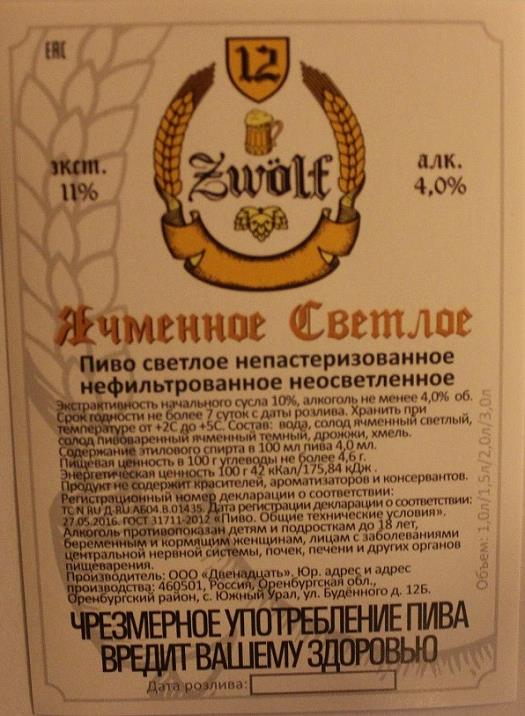 ЕАС
12
экст.
11%
Zwölf
алк.
4,0%
Ячменное Светлое
Пиво светлое непастеризованное
нефильтрованное неосветленное
Экстрактивность начального сусла 10%, алкоголь не менее 4,0% об.
Срок годности не более 7 суток с даты розлива. Хранить при
температуре от +2С до +5С. Состав: вода, солод ячменный светлый,
солод пивоваренный ячменный темный, дрожжи, хмель.
Содержание этилового спирта в 100 мл пива 4,0 мл.
Пищевая ценность в 100 г углеводы не более 4,6 г.
Энергетическая ценность 100 г 42 кКал/175,84 кДж.
Продукт не содержит красителей, ароматизаторов и консервантов.
Регистрационный номер декларации о соответствии:
ТС N RU Д-RU.АБ04.В.01435. Дата регистрации декларации о соответствии:
27.05.2016. ГОСТ 31711-2012 «Пиво. Общие технические условия».
Алкоголь противопоказан детям и подросткам до 18 лет,
беременным и кормящим женщинам, лицам с заболеваниями
центральной нервной системы, почек, печени и других органов
пищеварения.
Производитель: ООО «Двенадцать». Юр. адрес и адрес
производства: 460501, Россия, Оренбургская обл.,
Оренбургский район, с. Южный Урал, ул. Будённого д. 12Б.
Объем: 1,0л/1,5л/2,0л/3,0л
ЧРЕЗМЕРНОЕ УПОТРЕБЛЕНИЕ ПИВА
ВРЕДИТ ВАШЕМУ ЗДОРОВЬЮ
Дата розлива: